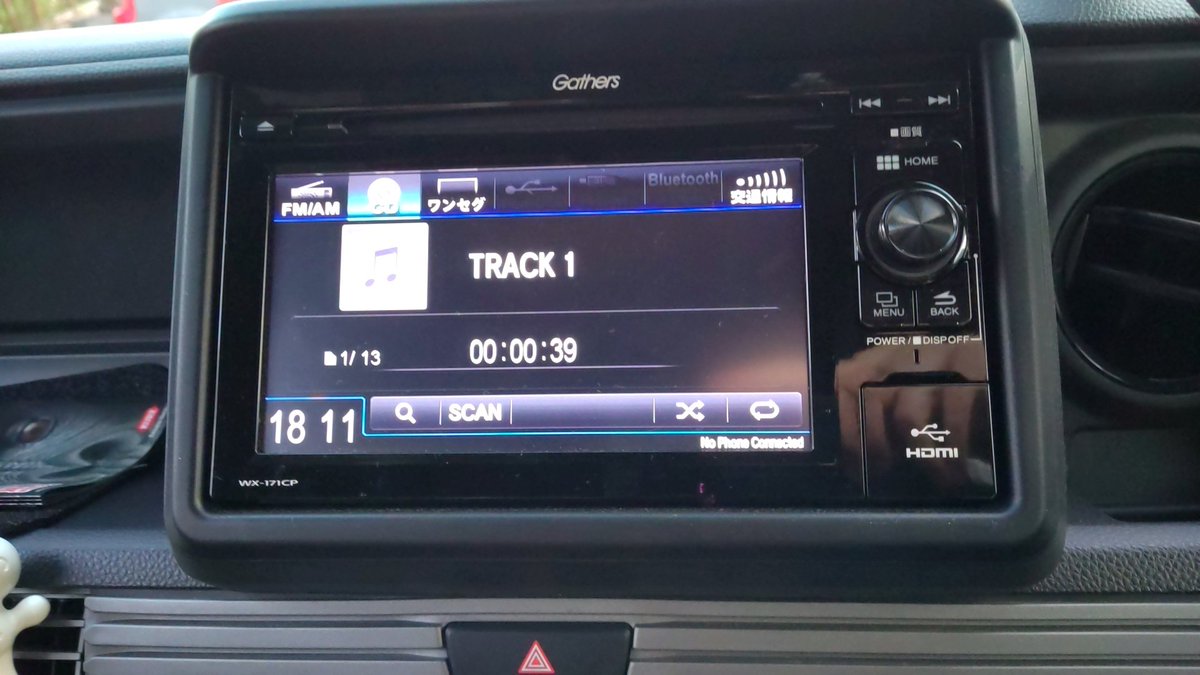 Gathers
■画質
HOME
FM/AM
CD
ワンセグ
Bluetooth
交通情報
TRACK 1
1/ 13
00:00:39
MENU
BACK
POWER/■DISP OFF
18 11
SCAN
No Phone Connected
HDMI
WX-171CP